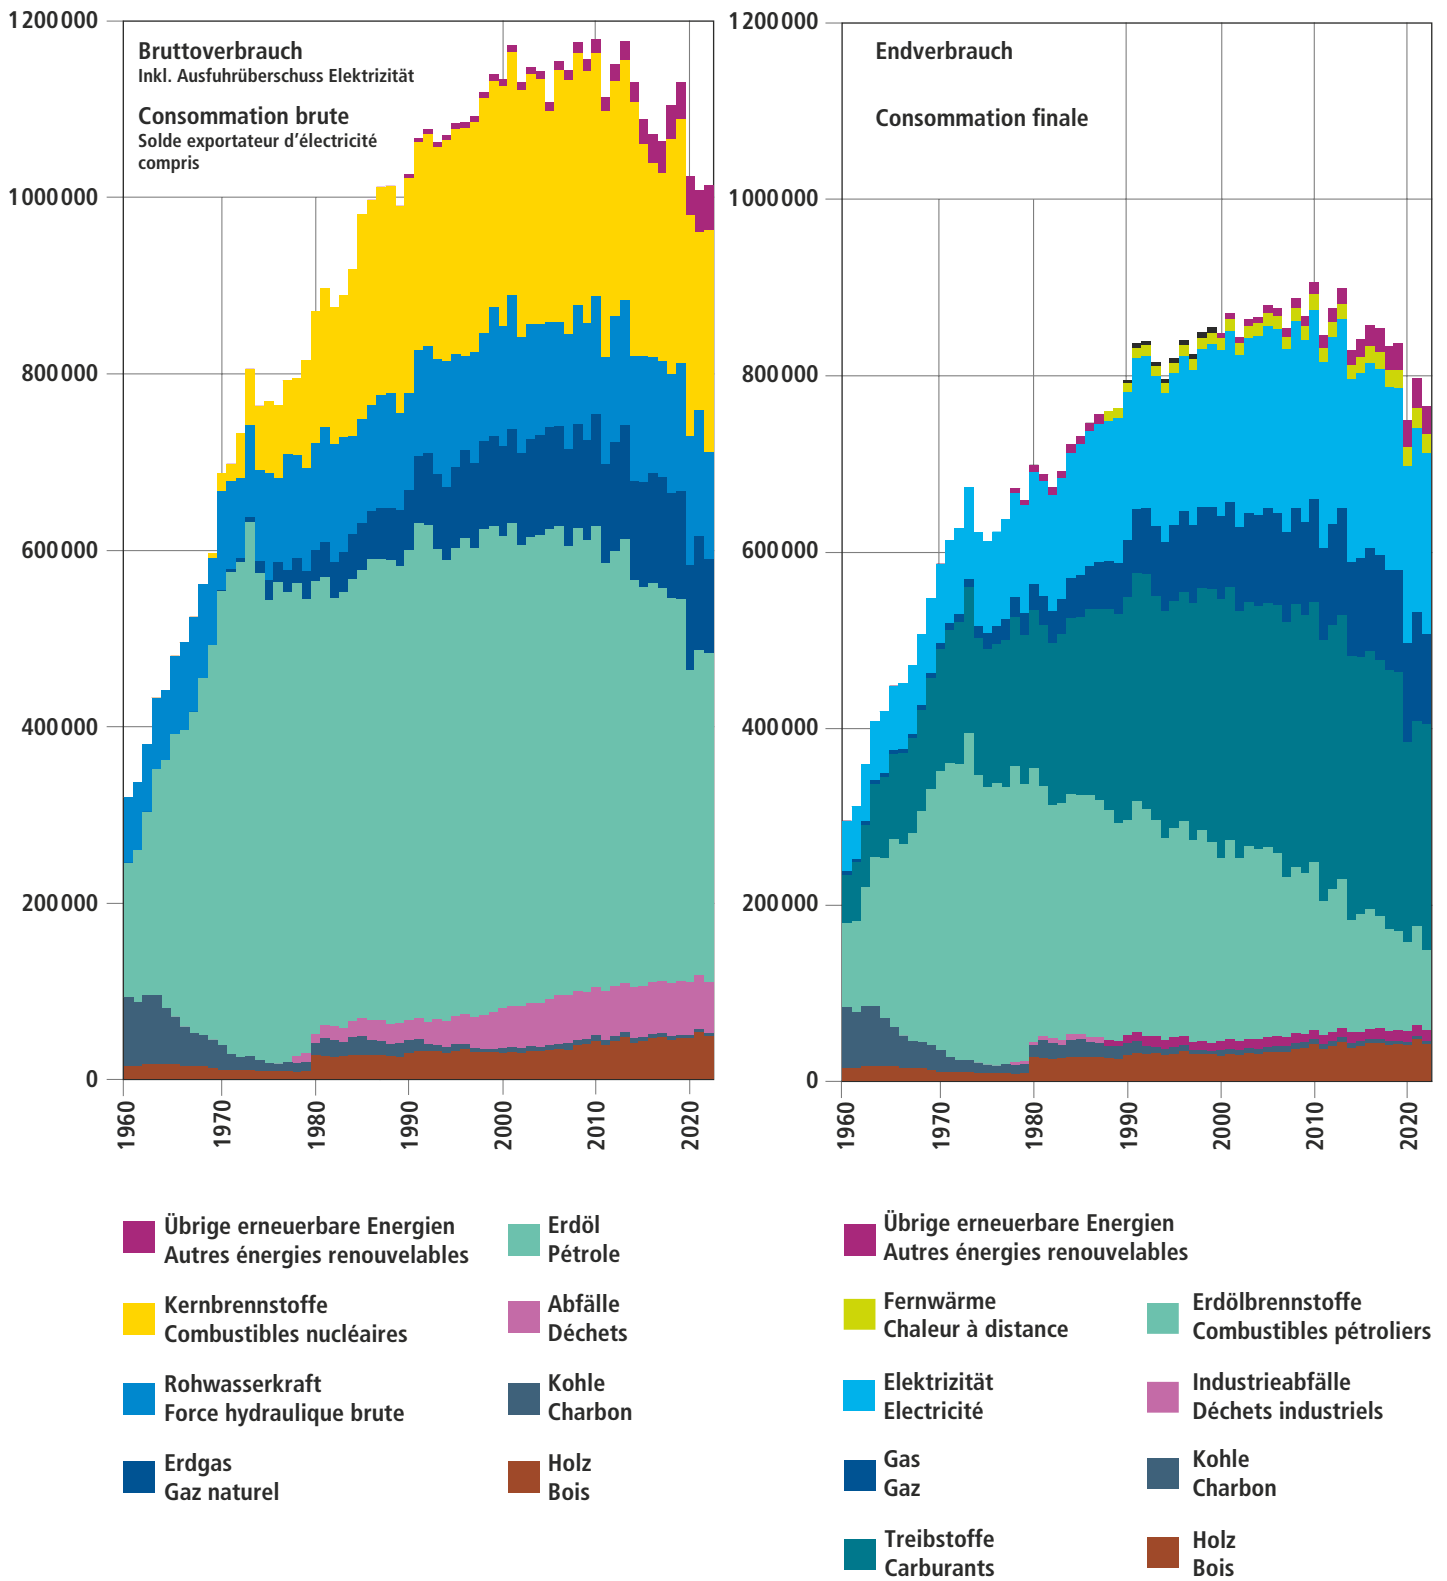 1200000
1000000
800000
600000
400000
200000
0
Bruttoverbrauch
Inkl. Ausfuhrüberschuss Elektrizität
Consommation brute
Solde exportateur d'électricité
compris
1960
1970
1980
1990
2000
2010
2020
Übrige erneuerbare Energien
Autres énergies renouvelables
Kernbrennstoffe
Combustibles nucléaires
Rohwasserkraft
Force hydraulique brute
Erdgas
Gaz naturel
Erdöl
Pétrole
Abfälle
Déchets
Kohle
Charbon
Holz
Bois
1200000
1000000
800000
600000
400000
200000
0
Endverbrauch
Consommation finale
1960
1970
1980
1990
2000
2010
2020
Übrige erneuerbare Energien
Autres énergies renouvelables
Fernwärme
Chaleur à distance
Elektrizität
Electricité
Gas
Gaz
Treibstoffe
Carburants
Erdölbrennstoffe
Combustibles pétroliers
Industrieabfälle
Déchets industriels
Kohle
Charbon
Holz
Bois